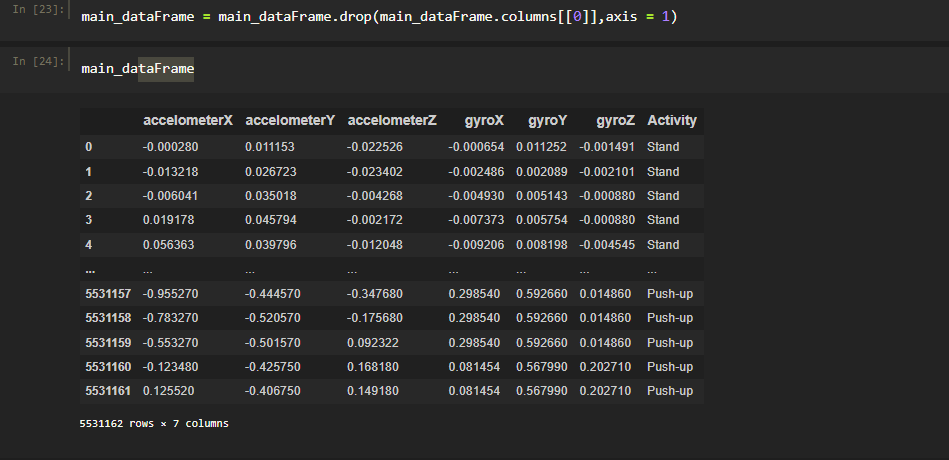 In [23]: main_dataFrame = main_dataFrame.drop(main_dataFrame.columns[[0]],axis = 1)
In [24]: main_dataFrame
accelometerX accelometerY accelometerZ gyroX gyroY gyroZ Activity
0 -0.000280 0.011153 -0.022526 -0.000654 0.011252 -0.001491 Stand
1 -0.013218 0.026723 -0.023402 -0.002486 0.002089 -0.002101 Stand
2 -0.006041 0.035018 -0.004268 -0.004930 0.005143 -0.000880 Stand
3 0.019178 0.045794 -0.002172 -0.007373 0.005754 -0.000880 Stand
4 0.056363 0.039796 -0.012048 -0.009206 0.008198 -0.004545 Stand
... ... ... ... ... ... ... ...
5531157 -0.955270 -0.444570 -0.347680 0.298540 0.592660 0.014860 Push-up
5531158 -0.783270 -0.520570 -0.175680 0.298540 0.592660 0.014860 Push-up
5531159 -0.553270 -0.501570 0.092322 0.298540 0.592660 0.014860 Push-up
5531160 -0.123480 -0.425750 0.168180 0.081454 0.567990 0.202710 Push-up
5531161 0.125520 -0.406750 0.149180 0.081454 0.567990 0.202710 Push-up
5531162 rows × 7 columns